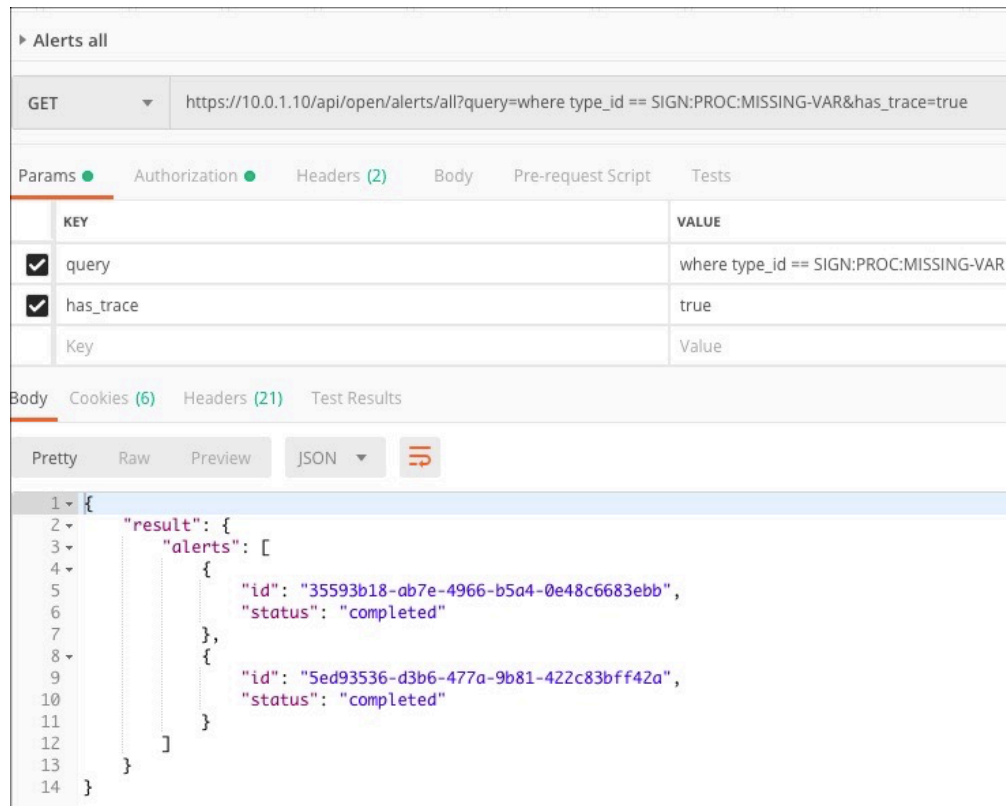 Alerts all
GET https://10.0.1.10/api/open/alerts/all?query=where type_id == SIGN:PROC:MISSING-VAR&has_trace=true
Params Authorization Headers (2) Body Pre-request Script Tests
KEY VALUE
query where type_id == SIGN:PROC:MISSING-VAR
has_trace true
Key Value
Body Cookies (6) Headers (21) Test Results
Pretty Raw Preview JSON
1 {
2 "result": {
3 "alerts": [
4 {
5 "id": "35593b18-ab7e-4966-b5a4-0e48c6683ebb",
6 "status": "completed"
7 },
8 {
9 "id": "5ed93536-d3b6-477a-9b81-422c83bff42a",
10 "status": "completed"
11 }
12 ]
13 }
14 }